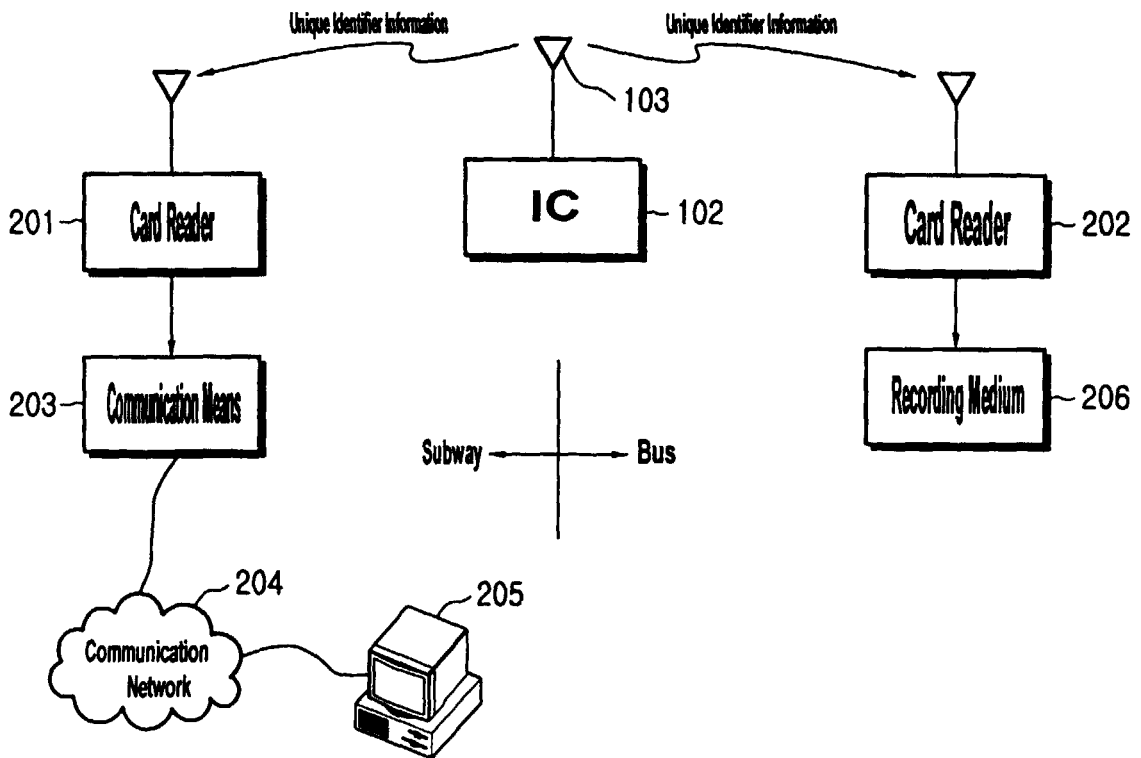 Unique Identifier Information
Unique Identifier Information
103
201
Card Reader
IC
102
Card Reader
202
203
Communication Means
Recording Medium
206
Subway
Bus
204
205
Communication
Network